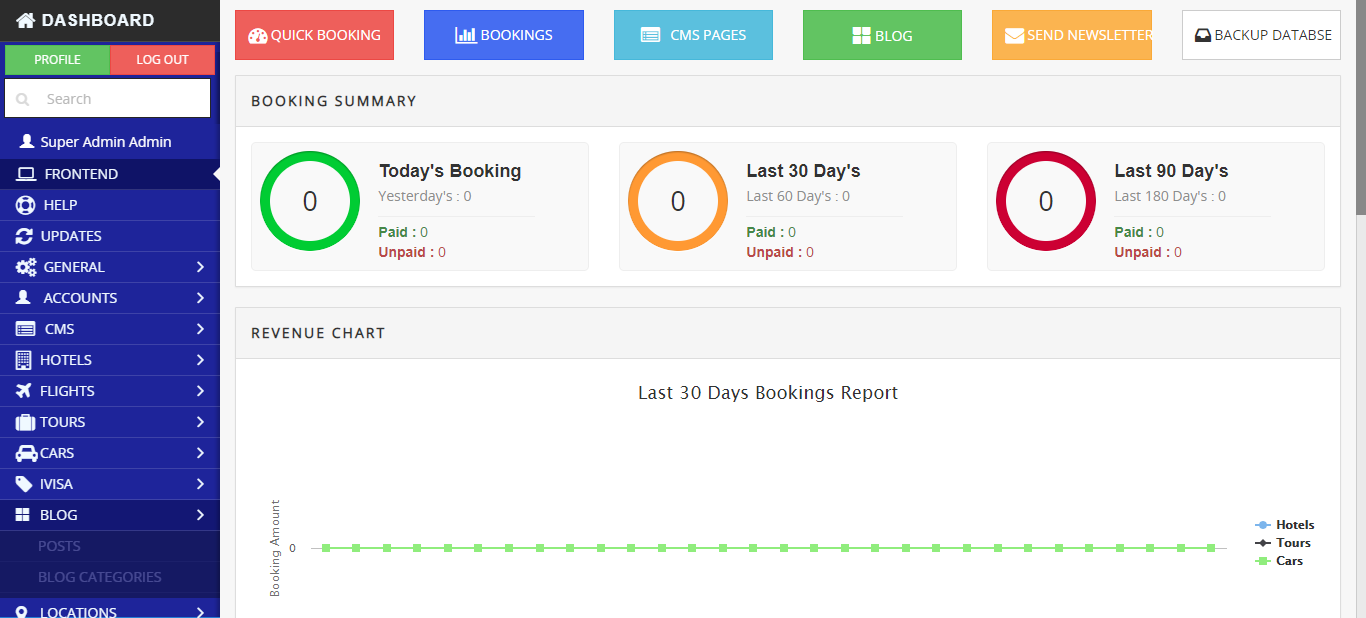 DASHBOARD
PROFILE
LOG OUT
Search
Super Admin Admin
FRONTEND
HELP
UPDATES
GENERAL
ACCOUNTS
CMS
HOTELS
FLIGHTS
TOURS
CARS
IVISA
BLOG
POSTS
BLOG CATEGORIES
LOCATIONS
QUICK BOOKING
BOOKINGS
CMS PAGES
BLOG
SEND NEWSLETTER
BACKUP DATABSE
BOOKING SUMMARY
0
Today's Booking
Yesterday's : 0
Paid : 0
Unpaid : 0
0
Last 30 Day's
Last 60 Day's : 0
Paid : 0
Unpaid : 0
0
Last 90 Day's
Last 180 Day's : 0
Paid : 0
Unpaid : 0
REVENUE CHART
Last 30 Days Bookings Report
Booking Amount
0
Hotels
Tours
Cars